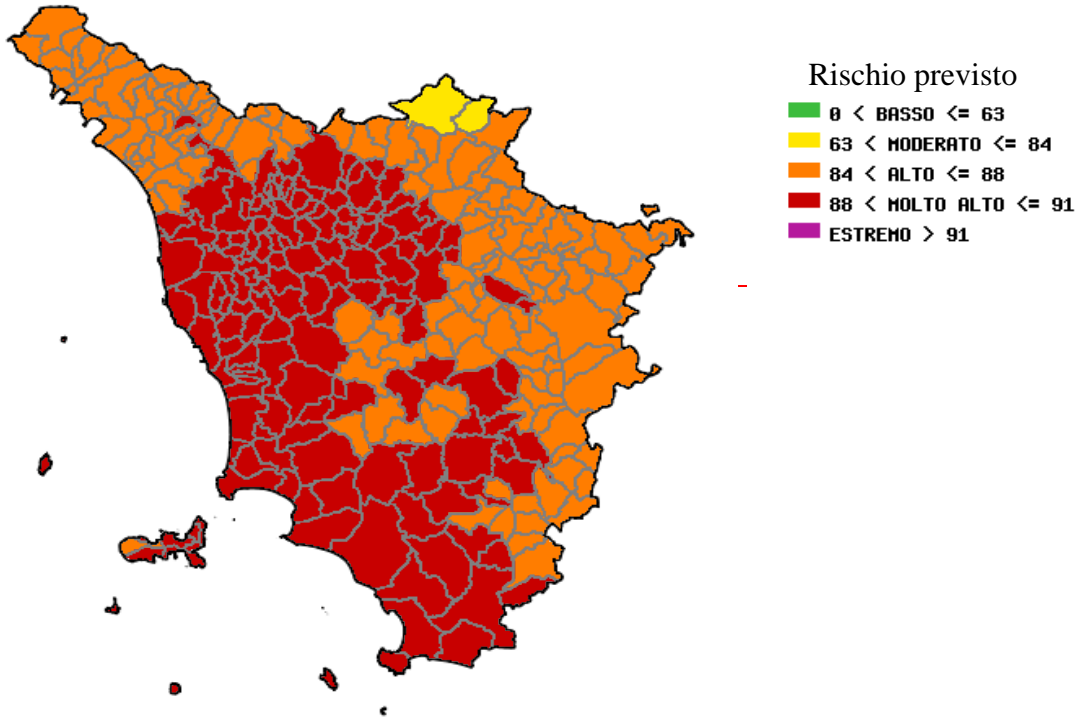 Rischio previsto
0 < BASSO <= 63
63 < MODERATO <= 84
84 < ALTO <= 88
88 < MOLTO ALTO <= 91
ESTREMO > 91